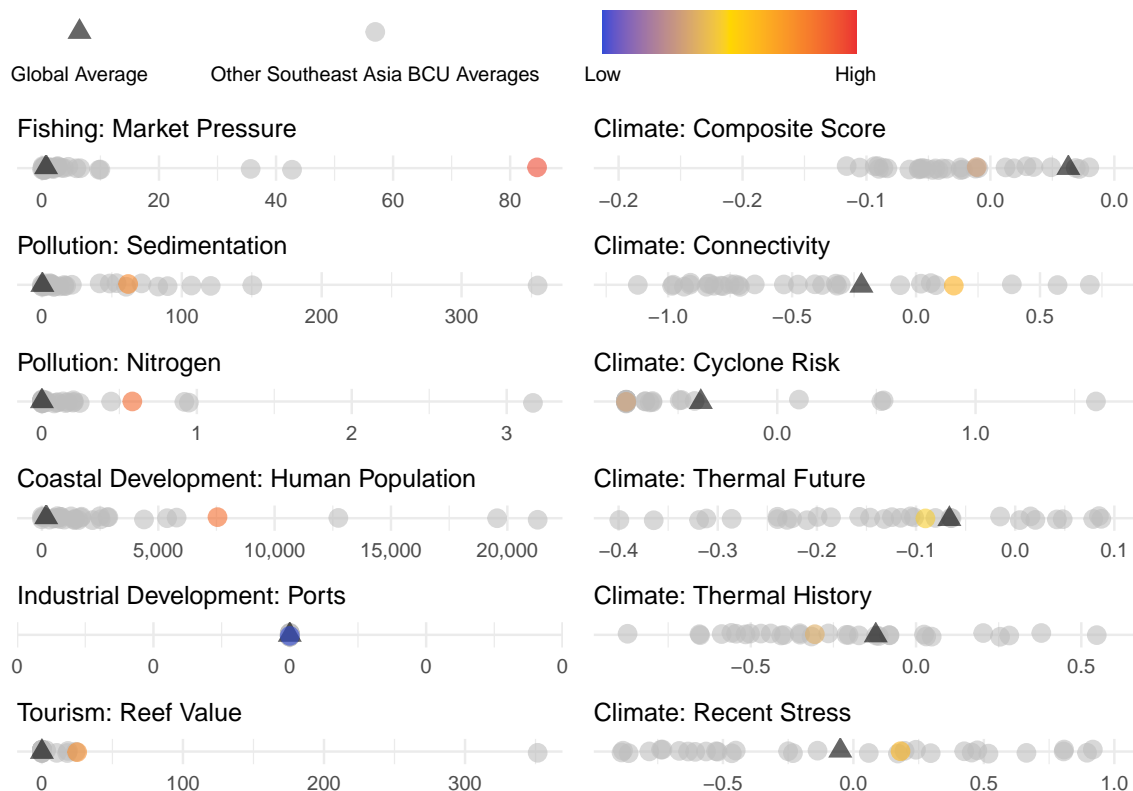 Global Average
Other Southeast Asia BCU Averages
Low
High
Fishing: Market Pressure
0 20 40 60 80
Pollution: Sedimentation
0 100 200 300
Pollution: Nitrogen
0 1 2 3
Coastal Development: Human Population
0 5,000 10,000 15,000 20,000
Industrial Development: Ports
0 0 0 0 0
Tourism: Reef Value
0 100 200 300
Climate: Composite Score
−0.2 −0.2 −0.1 0.0 0.0
Climate: Connectivity
−1.0 −0.5 0.0 0.5
Climate: Cyclone Risk
0.0 1.0
Climate: Thermal Future
−0.4 −0.3 −0.2 −0.1 0.0 0.1
Climate: Thermal History
−0.5 0.0 0.5
Climate: Recent Stress
−0.5 0.0 0.5 1.0